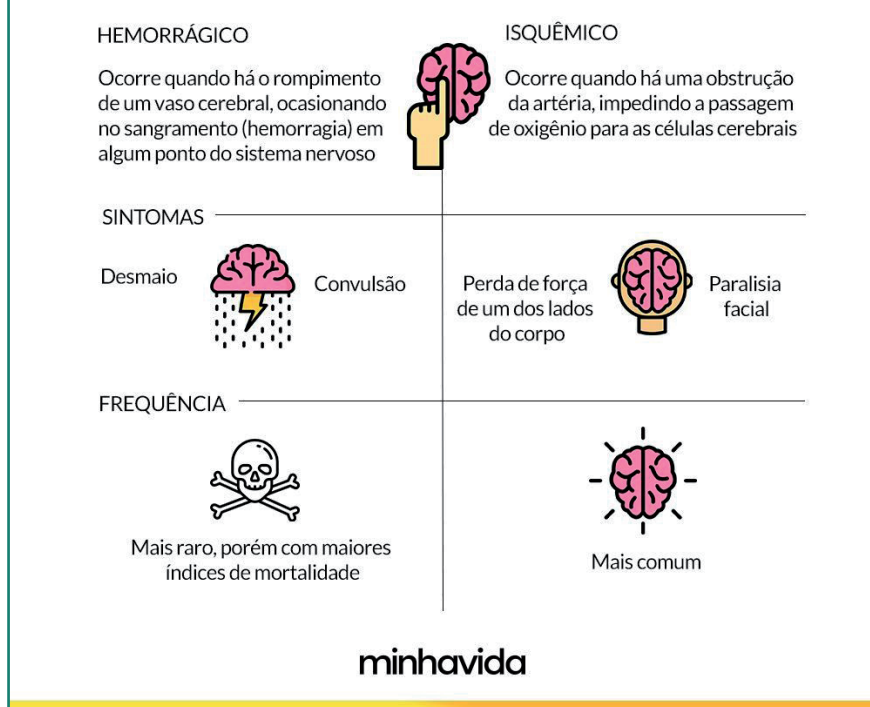 HEMORRÁGICO
Ocorre quando há o rompimento
de um vaso cerebral, ocasionando
no sangramento (hemorragia) em
algum ponto do sistema nervoso
ISQUÊMICO
Ocorre quando há uma obstrução
da artéria, impedindo a passagem
de oxigênio para as células cerebrais
SINTOMAS
Desmaio
Convulsão
Perda de força
de um dos lados
do corpo
Paralisia
facial
FREQUÊNCIA
Mais raro, porém com maiores
índices de mortalidade
Mais comum
minhavida